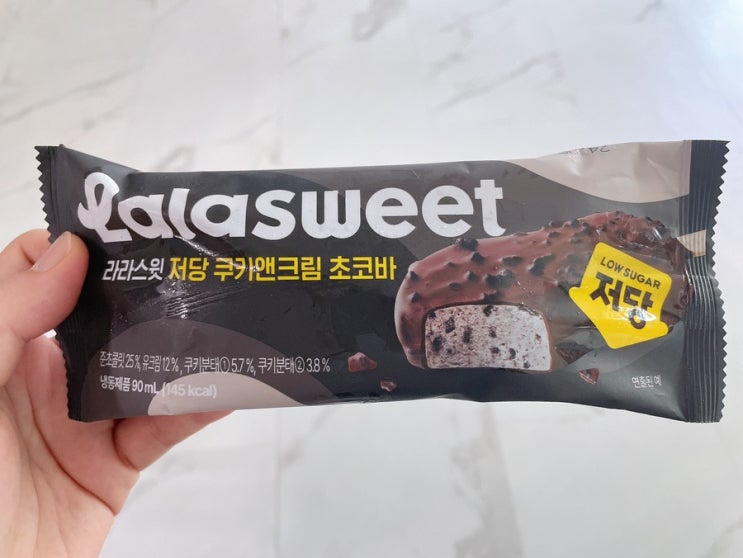 lalasweet
라라스윗 저당 쿠키앤크림 초코바
LOW SUGAR
저당
준초콜릿 25%, 유크림 12%, 쿠키분태① 5.7%, 쿠키분태② 3.8%
냉동제품 90 mL (145 kcal)
연출된 예